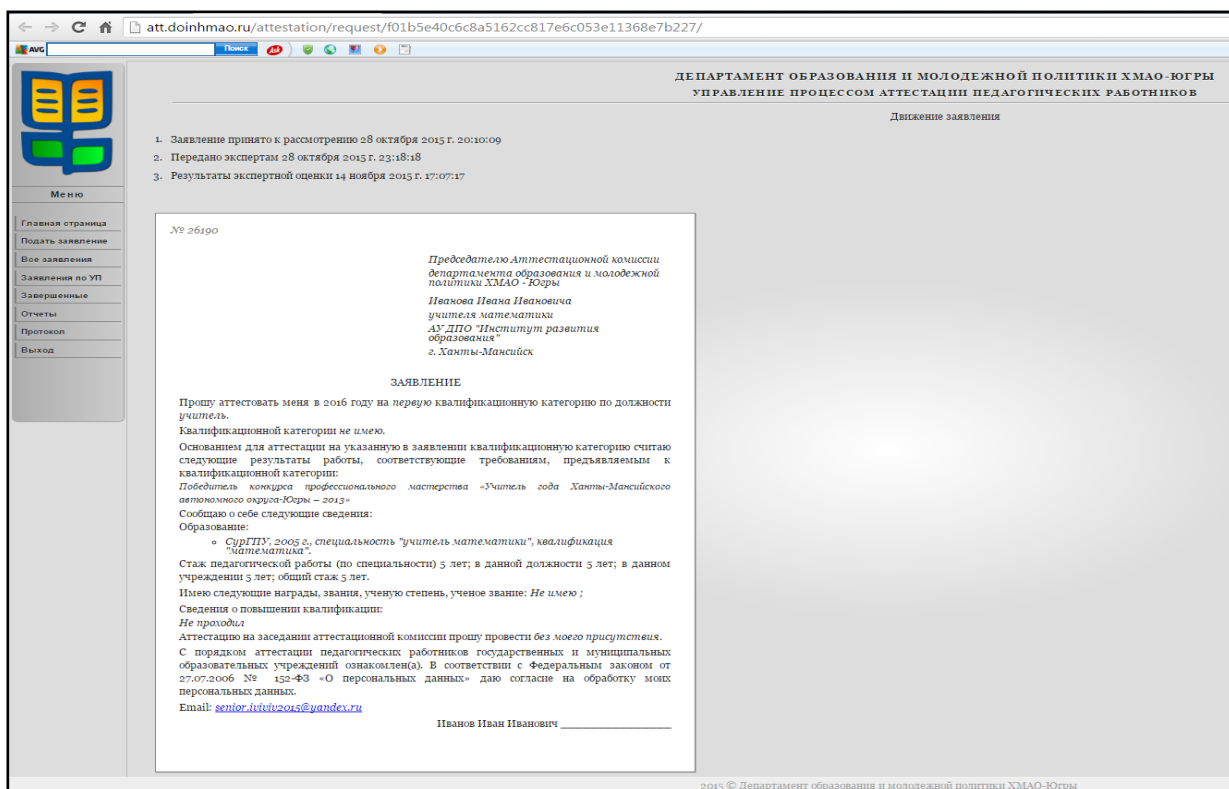 att.doinhmao.ru/attestation/request/f01b5e40c6c8a5162cc817e6c053e11368e7b227/
AVG Поиск Ask
ДЕПАРТАМЕНТ ОБРАЗОВАНИЯ И МОЛОДЕЖНОЙ ПОЛИТИКИ ХМАО-ЮГРЫ
УПРАВЛЕНИЕ ПРОЦЕССОМ АТТЕСТАЦИИ ПЕДАГОГИЧЕСКИХ РАБОТНИКОВ
Движение заявления
1. Заявление принято к рассмотрению 28 октября 2015 г. 20:10:09
2. Передано экспертам 28 октября 2015 г. 23:18:18
3. Результаты экспертной оценки 14 ноября 2015 г. 17:07:17
Меню
Главная страница
Подать заявление
Все заявления
Заявления по УП
Завершенные
Отчеты
Протокол
Выход
№ 26190
Председателю Аттестационной комиссии
департамента образования и молодежной
политики ХМАО - Югры
Иванова Ивана Ивановича
учителя математики
АУ ДПО "Институт развития
образования"
г. Ханты-Мансийск
ЗАЯВЛЕНИЕ
Прошу аттестовать меня в 2016 году на первую квалификационную категорию по должности
учитель.
Квалификационной категории не имею.
Основанием для аттестации на указанную в заявлении квалификационную категорию считаю
следующие результаты работы, соответствующие требованиям, предъявляемым к
квалификационной категории:
Победитель конкурса профессионального мастерства «Учитель года Ханты-Мансийского
автономного округа-Югры – 2013»
Сообщаю о себе следующие сведения:
Образование:
СурГПУ, 2005 г., специальность "учитель математики", квалификация
"математика".
Стаж педагогической работы (по специальности) 5 лет; в данной должности 5 лет; в данном
учреждении 5 лет; общий стаж 5 лет.
Имею следующие награды, звания, ученую степень, ученое звание: Не имею ;
Сведения о повышении квалификации:
Не проходил
Аттестацию на заседании аттестационной комиссии прошу провести без моего присутствия.
С порядком аттестации педагогических работников государственных и муниципальных
образовательных учреждений ознакомлен(а). В соответствии с Федеральным законом от
27.07.2006 № 152-ФЗ «О персональных данных» даю согласие на обработку моих
персональных данных.
Email: senior.iviviv2015@yandex.ru
Иванов Иван Иванович _______________
2015 © Департамент образования и молодежной политики ХМАО-Югры